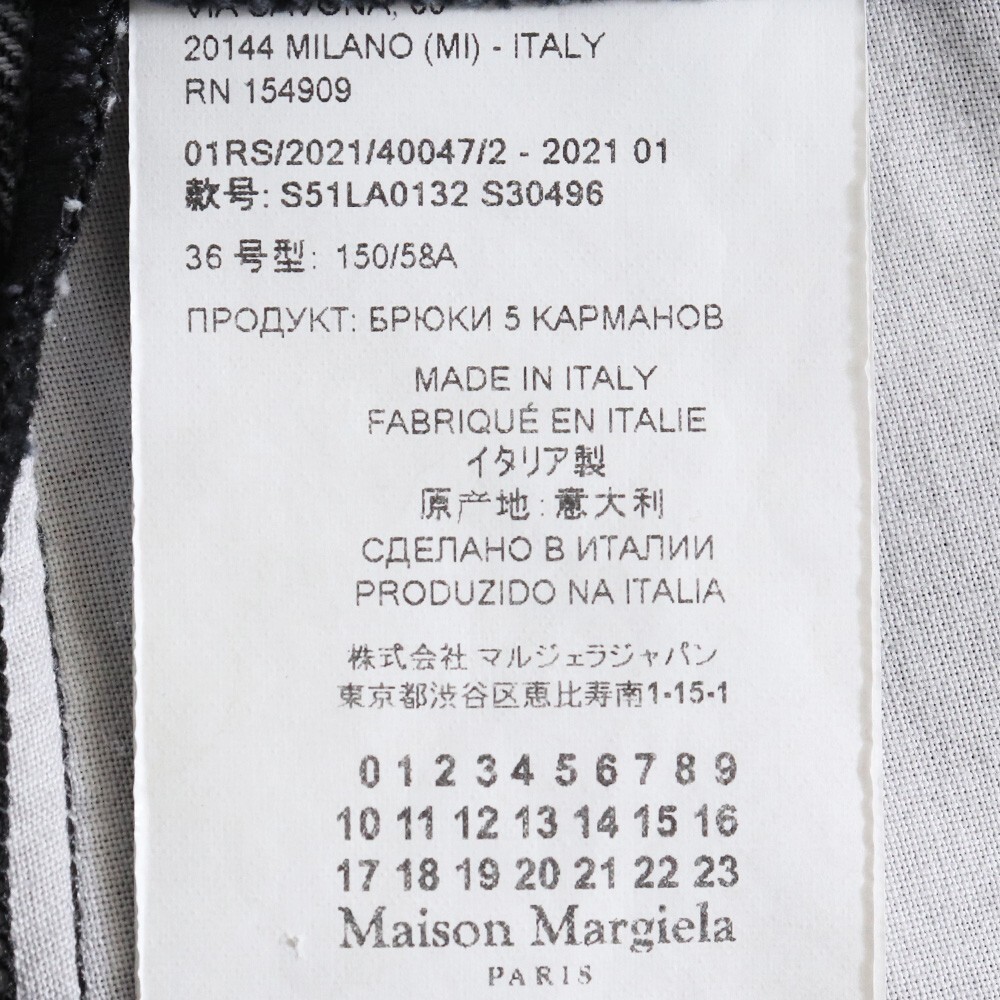 20144 MILANO (MI) - ITALY
RN 154909
01RS/2021/40047/2 - 2021 01
款号: S51LA0132 S30496
36 号型: 150/58A
ПРОДУКТ: БРЮКИ 5 КАРМАНОВ
MADE IN ITALY
FABRIQUÉ EN ITALIE
イタリア製
原产地: 意大利
СДЕЛАНО В ИТАЛИИ
PRODUZIDO NA ITALIA
株式会社 マルジェラジャパン
東京都渋谷区恵比寿南1-15-1
0 1 2 3 4 5 6 7 8 9
10 11 12 13 14 15 16
17 18 19 20 21 22 23
Maison Margiela
PARIS